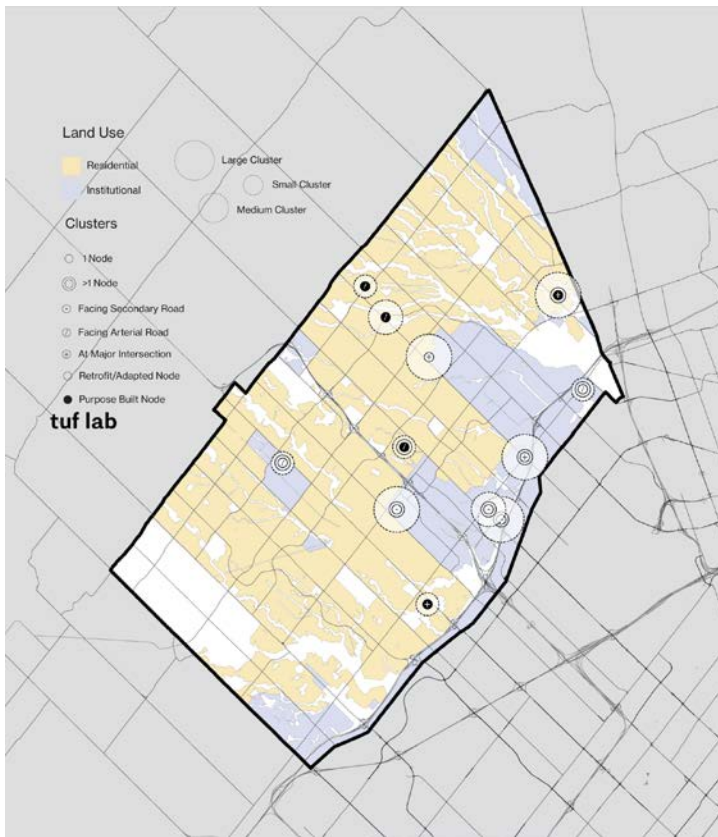 Land Use
Residential
Institutional
Large Cluster
Small Cluster
Medium Cluster
Clusters
1 Node
>1 Node
Facing Secondary Road
Facing Arterial Road
At Major Intersection
Retrofit/Adapted Node
Purpose Built Node
tuf lab